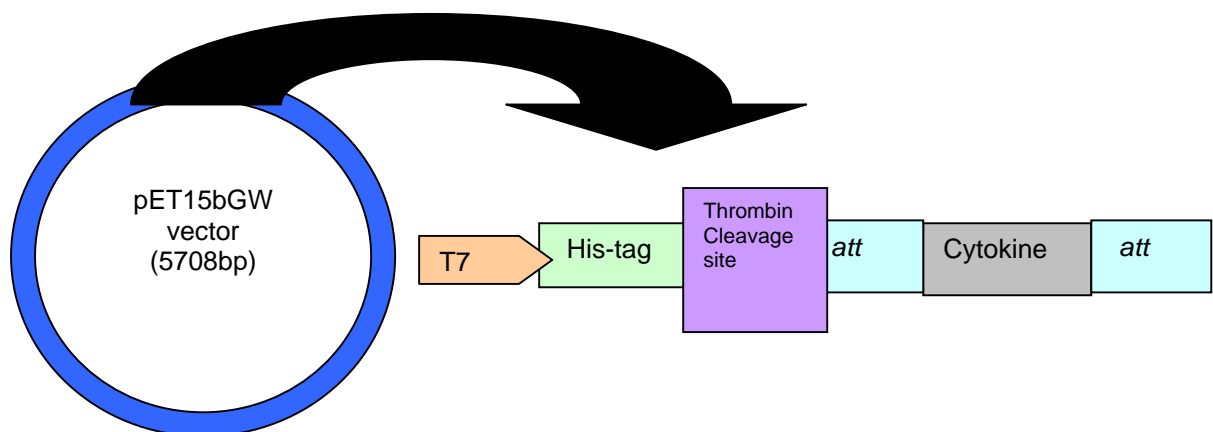 pET15bGW
vector
(5708bp)
T7
His-tag
Thrombin
Cleavage
site
att
Cytokine
att